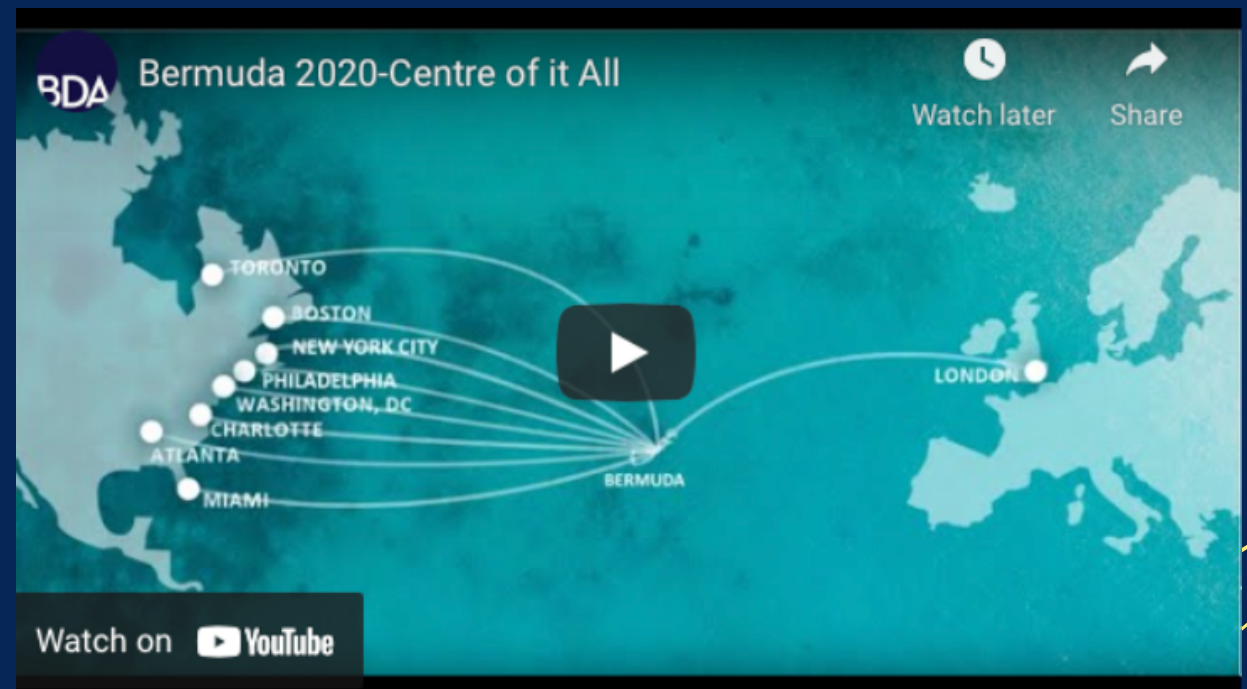 BDA
Bermuda 2020-Centre of it All
Watch later
Share
TORONTO
BOSTON
NEW YORK CITY
PHILADELPHIA
WASHINGTON, DC
CHARLOTTE
ATLANTA
MIAMI
BERMUDA
LONDON
Watch on YouTube